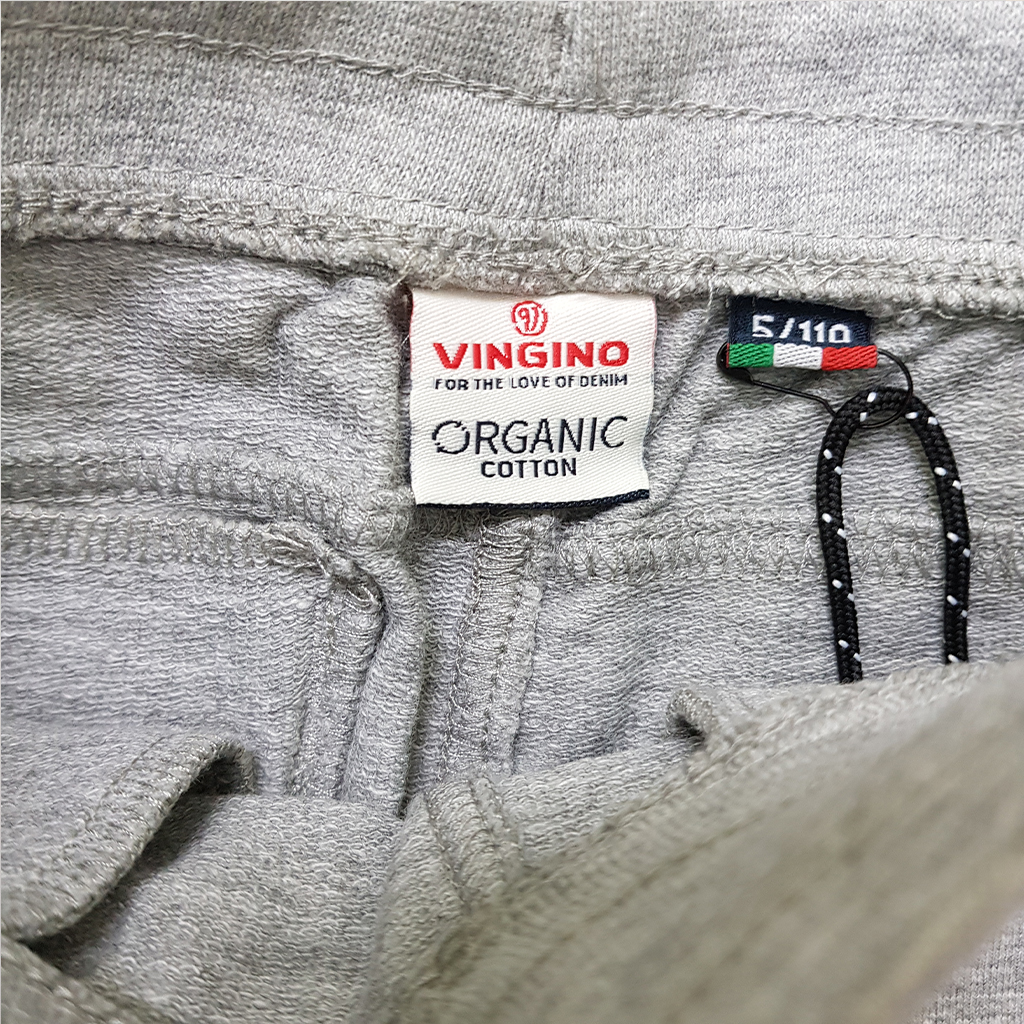 VINGINO
FOR THE LOVE OF DENIM
ORGANIC
COTTON
5/110